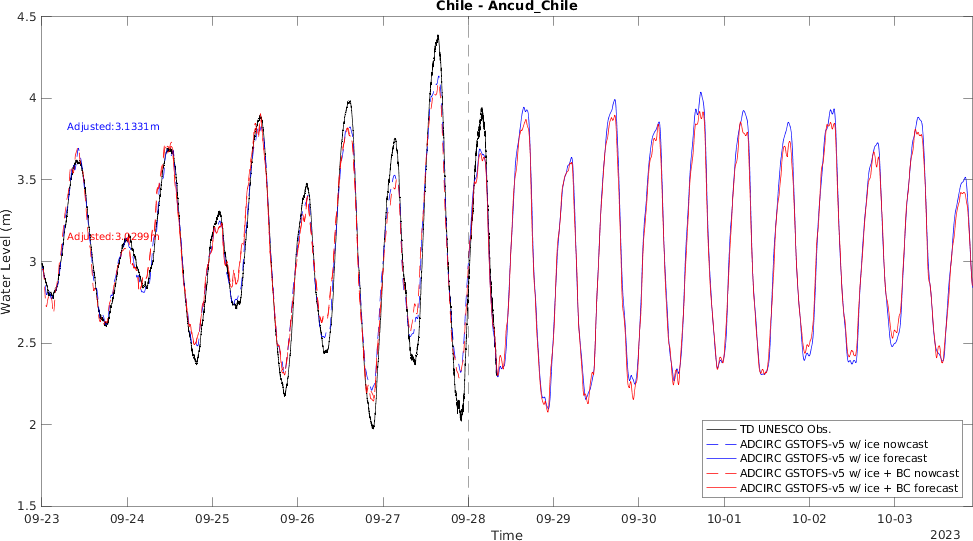 Chile - Ancud_Chile
Water Level (m)
4.5
4
3.5
3
2.5
2
1.5
Adjusted:3.1331m
Adjusted:3.0299m
TD UNESCO Obs.
ADCIRC GSTOFS-v5 w/ ice nowcast
ADCIRC GSTOFS-v5 w/ ice forecast
ADCIRC GSTOFS-v5 w/ ice + BC nowcast
ADCIRC GSTOFS-v5 w/ ice + BC forecast
09-23 09-24 09-25 09-26 09-27 09-28 09-29 09-30 10-01 10-02 10-03
Time
2023